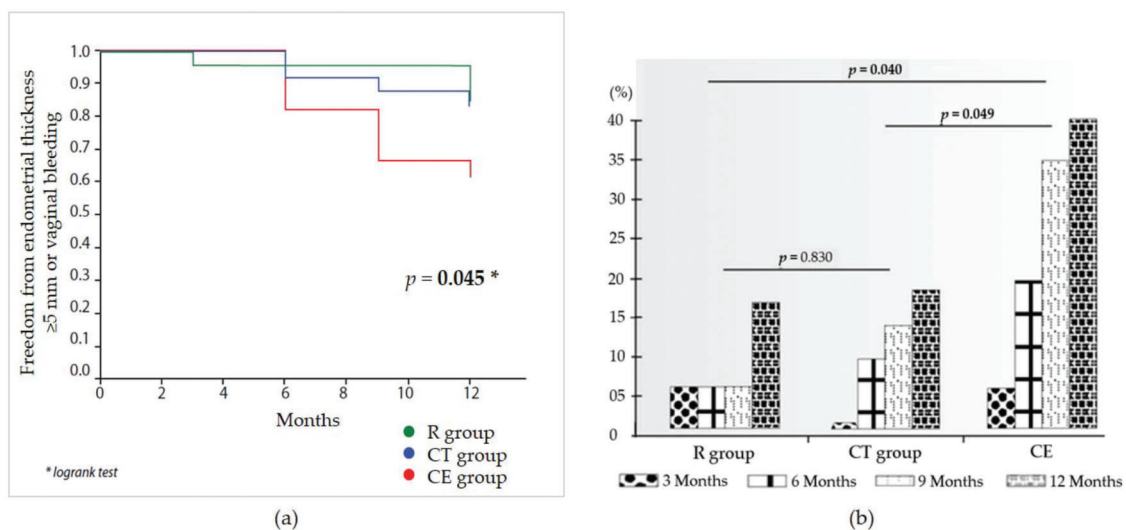 Freedom from endometrial thickness
≥5 mm or vaginal bleeding
1.0
0.9
0.8
0.7
0.6
0.5
0.4
0.3
0.2
0.1
0.0
p = 0.045 *
0 2 4 6 8 10 12
Months
R group
CT group
CE group
* logrank test
(a)
(%)
40
35
30
25
20
15
10
05
0
p = 0.040
p = 0.049
p = 0.830
R group CT group CE
3 Months 6 Months 9 Months 12 Months
(b)